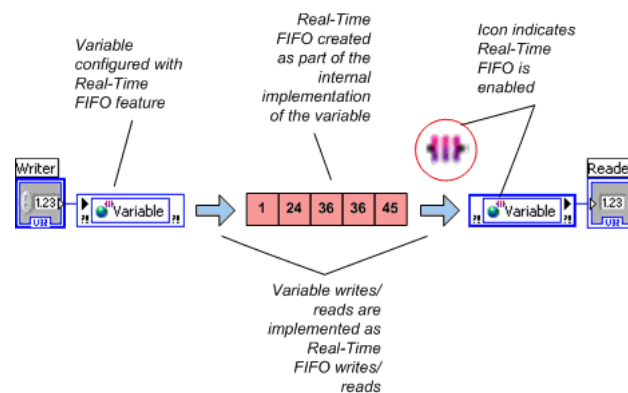 Variable
configured with
Real-Time
FIFO feature
Real-Time
FIFO created
as part of the
internal
implementation
of the variable
Icon indicates
Real-Time
FIFO is
enabled
Writer
1.23
U32
?!
Variable
?!
1 24 36 36 45
?!
Variable
?!
Reade
1.23
U32
Variable writes/
reads are
implemented as
Real-Time
FIFO writes/
reads